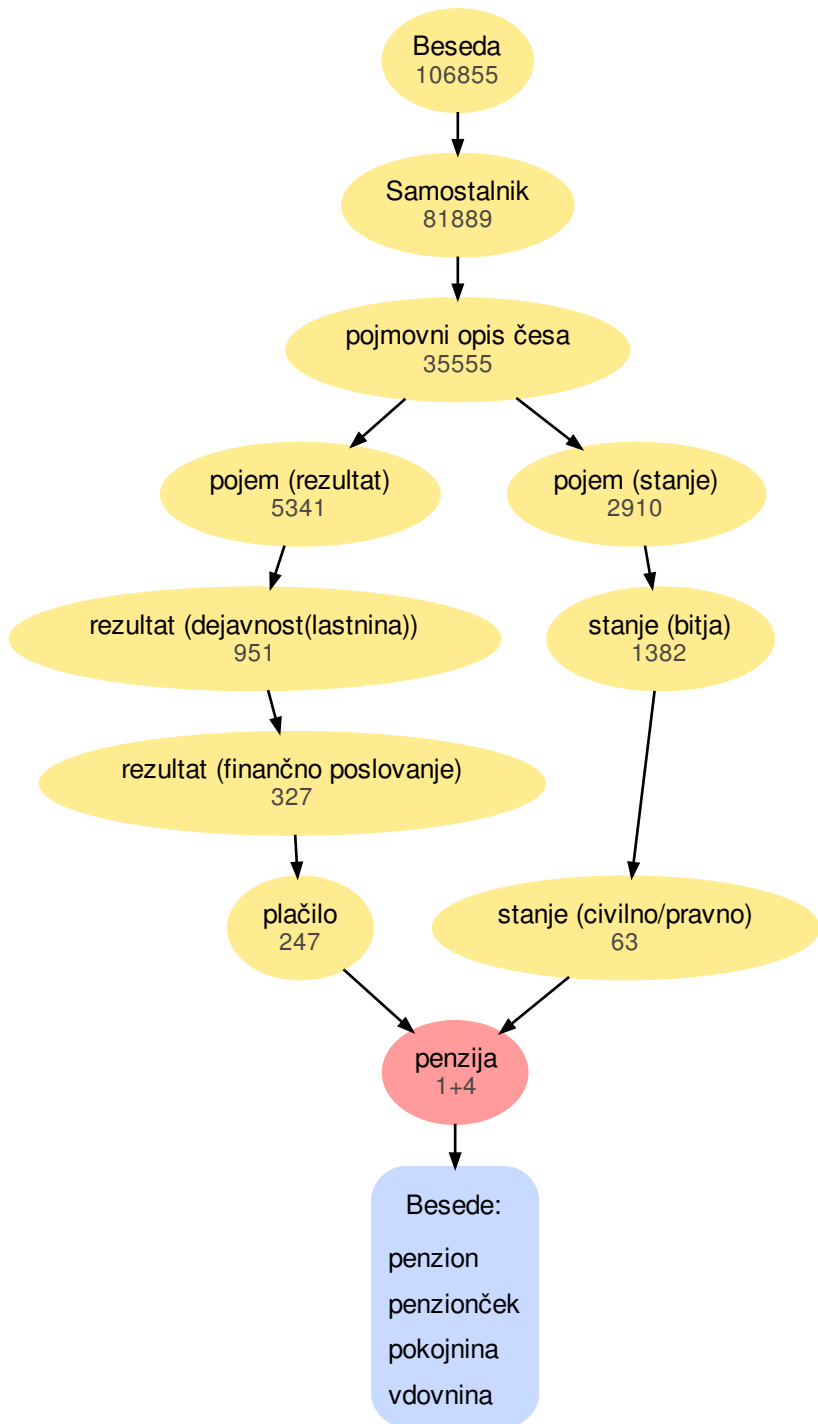 Beseda
106855
Samostalnik
81889
pojmovni opis česa
35555
pojem (rezultat)
5341
pojem (stanje)
2910
rezultat (dejavnost(lastnina))
951
stanje (bitja)
1382
rezultat (finančno poslovanje)
327
plačilo
247
stanje (civilno/pravno)
63
penzija
1+4
Besede:
penzion
penzionček
pokojnina
vdovnina